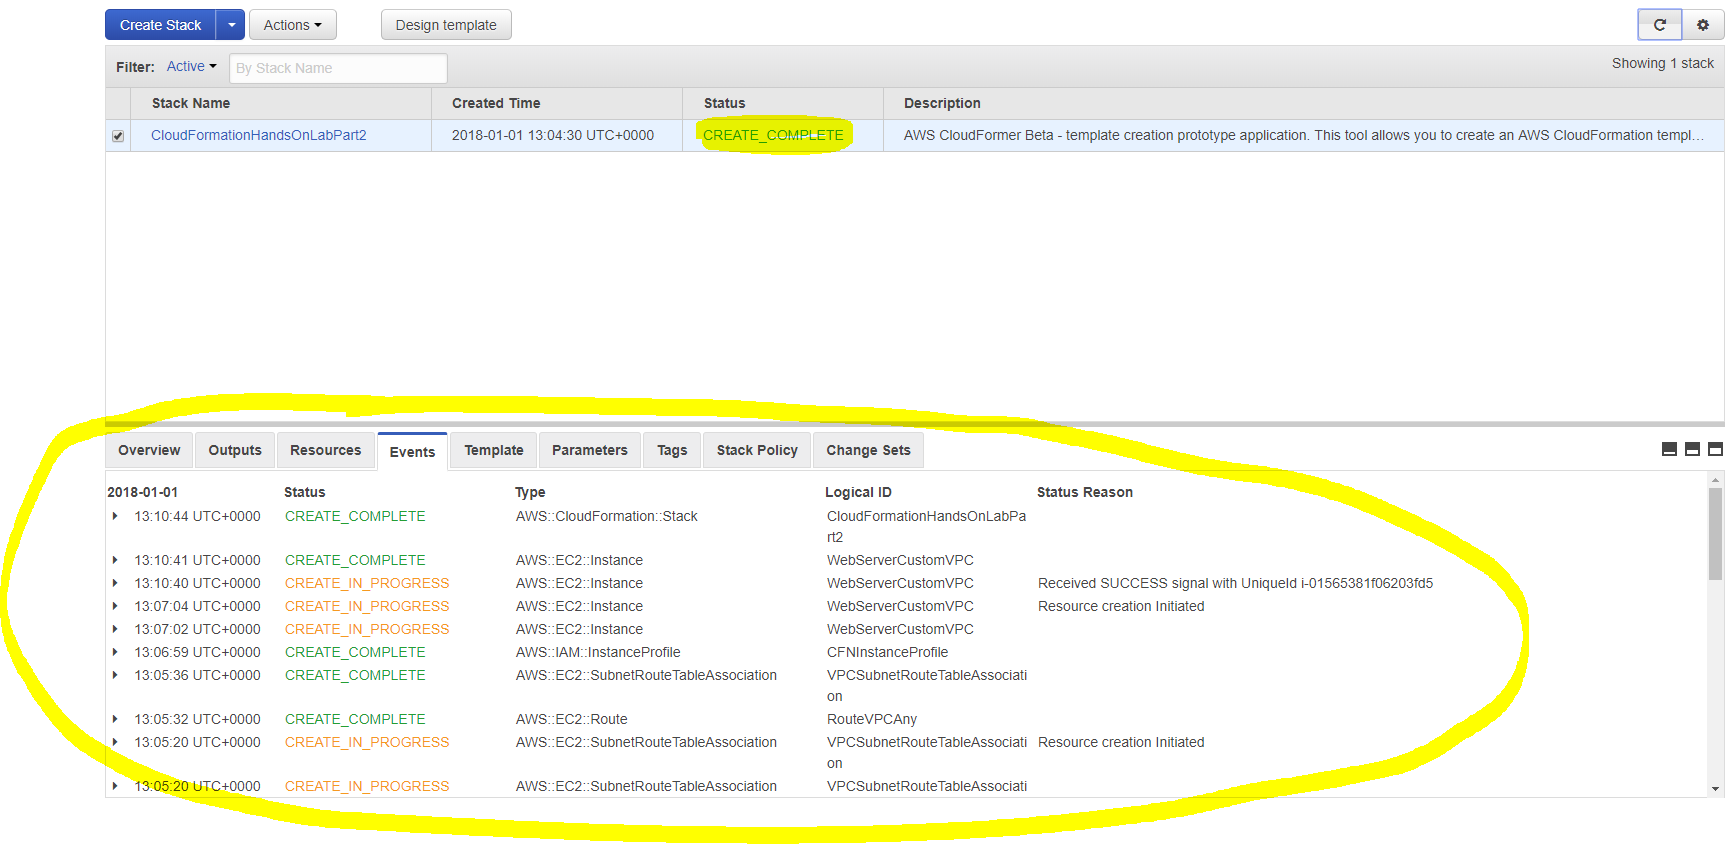 Create Stack Actions Design template
Filter: Active By Stack Name Showing 1 stack
Stack Name Created Time Status Description
CloudFormationHandsOnLabPart2 2018-01-01 13:04:30 UTC+0000 CREATE_COMPLETE AWS CloudFormer Beta - template creation prototype application. This tool allows you to create an AWS CloudFormation templ…
Overview Outputs Resources Events Template Parameters Tags Stack Policy Change Sets
2018-01-01 Status Type Logical ID Status Reason
13:10:44 UTC+0000 CREATE_COMPLETE AWS::CloudFormation::Stack CloudFormationHandsOnLabPa
rt2
13:10:41 UTC+0000 CREATE_COMPLETE AWS::EC2::Instance WebServerCustomVPC
13:10:40 UTC+0000 CREATE_IN_PROGRESS AWS::EC2::Instance WebServerCustomVPC Received SUCCESS signal with UniqueId i-01565381f06203fd5
13:07:04 UTC+0000 CREATE_IN_PROGRESS AWS::EC2::Instance WebServerCustomVPC Resource creation Initiated
13:07:02 UTC+0000 CREATE_IN_PROGRESS AWS::EC2::Instance WebServerCustomVPC
13:06:59 UTC+0000 CREATE_COMPLETE AWS::IAM::InstanceProfile CFNInstanceProfile
13:05:36 UTC+0000 CREATE_COMPLETE AWS::EC2::SubnetRouteTableAssociation VPCSubnetRouteTableAssociati
on
13:05:32 UTC+0000 CREATE_COMPLETE AWS::EC2::Route RouteVPCAny
13:05:20 UTC+0000 CREATE_IN_PROGRESS AWS::EC2::SubnetRouteTableAssociation VPCSubnetRouteTableAssociati Resource creation Initiated
on
13:05:20 UTC+0000 CREATE_IN_PROGRESS AWS::EC2::SubnetRouteTableAssociation VPCSubnetRouteTableAssociati